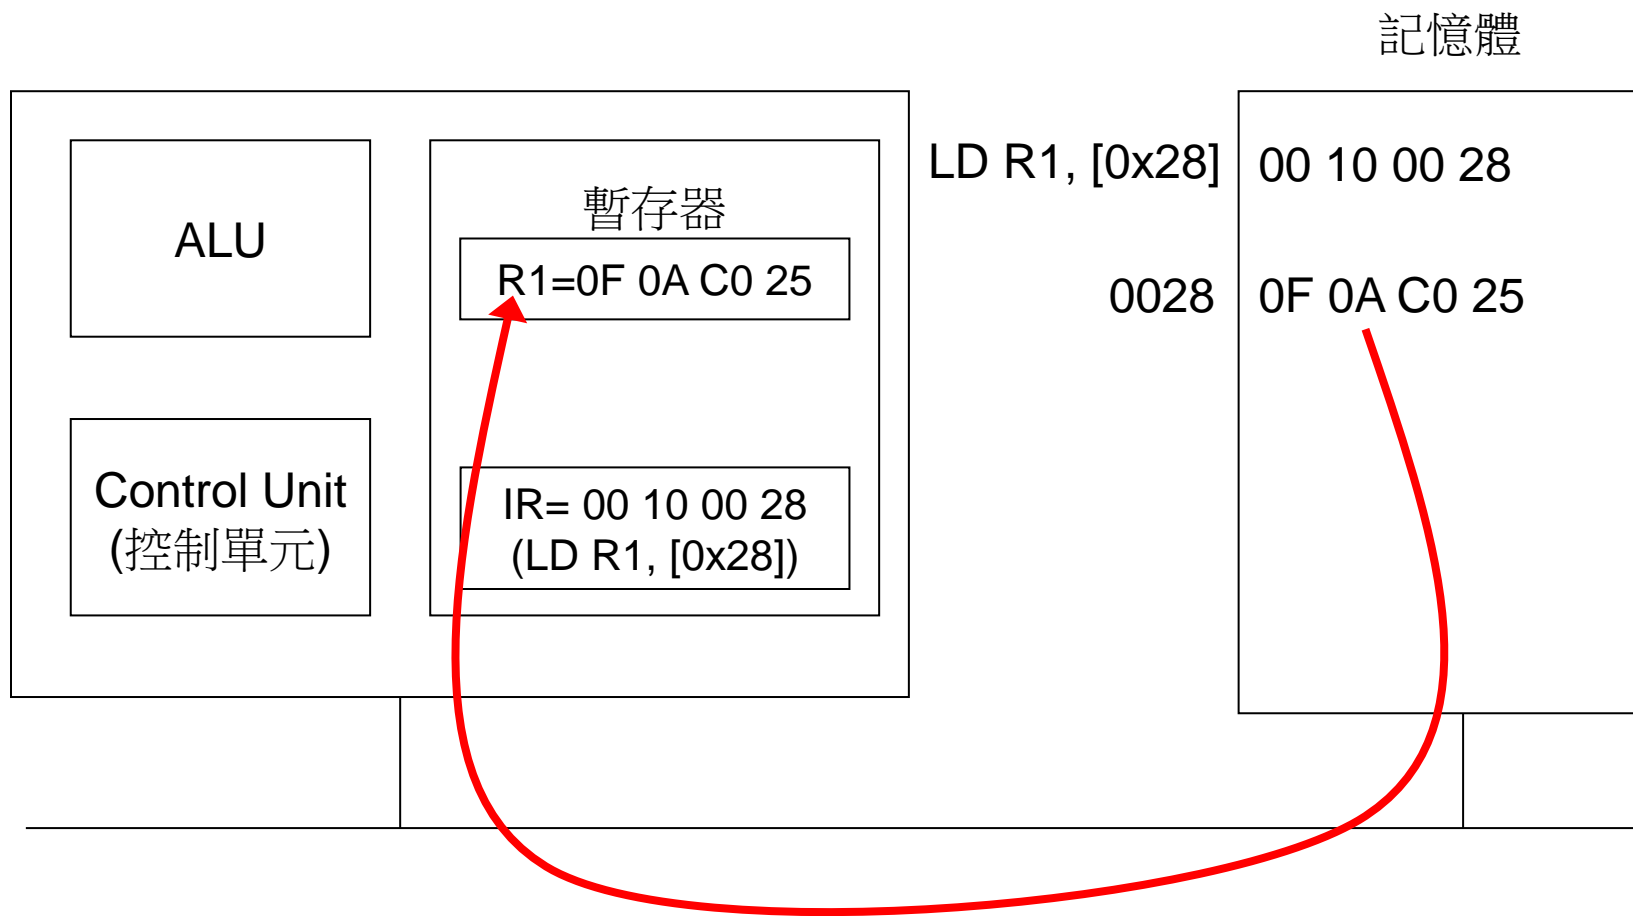 記憶體
ALU
暫存器
R1=0F 0A C0 25
Control Unit
(控制單元)
IR= 00 10 00 28
(LD R1, [0x28])
LD R1, [0x28]
00 10 00 28
0028
0F 0A C0 25